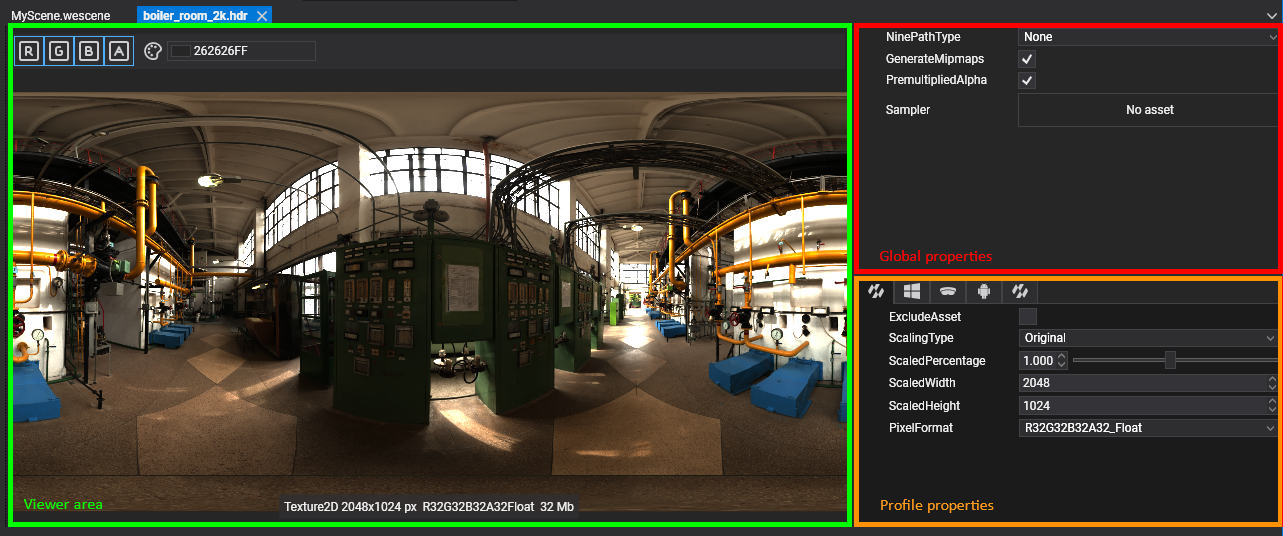 MyScene.wescene
boiler_room_2k.hdr
R G B A 262626FF
Viewer area
Texture2D 2048x1024 px R32G32B32A32Float 32 Mb
NinePathType None
GenerateMipmaps
PremultipliedAlpha
Sampler No asset
Global properties
ExcludeAsset
ScalingType Original
ScaledPercentage 1.000
ScaledWidth 2048
ScaledHeight 1024
PixelFormat R32G32B32A32_Float
Profile properties